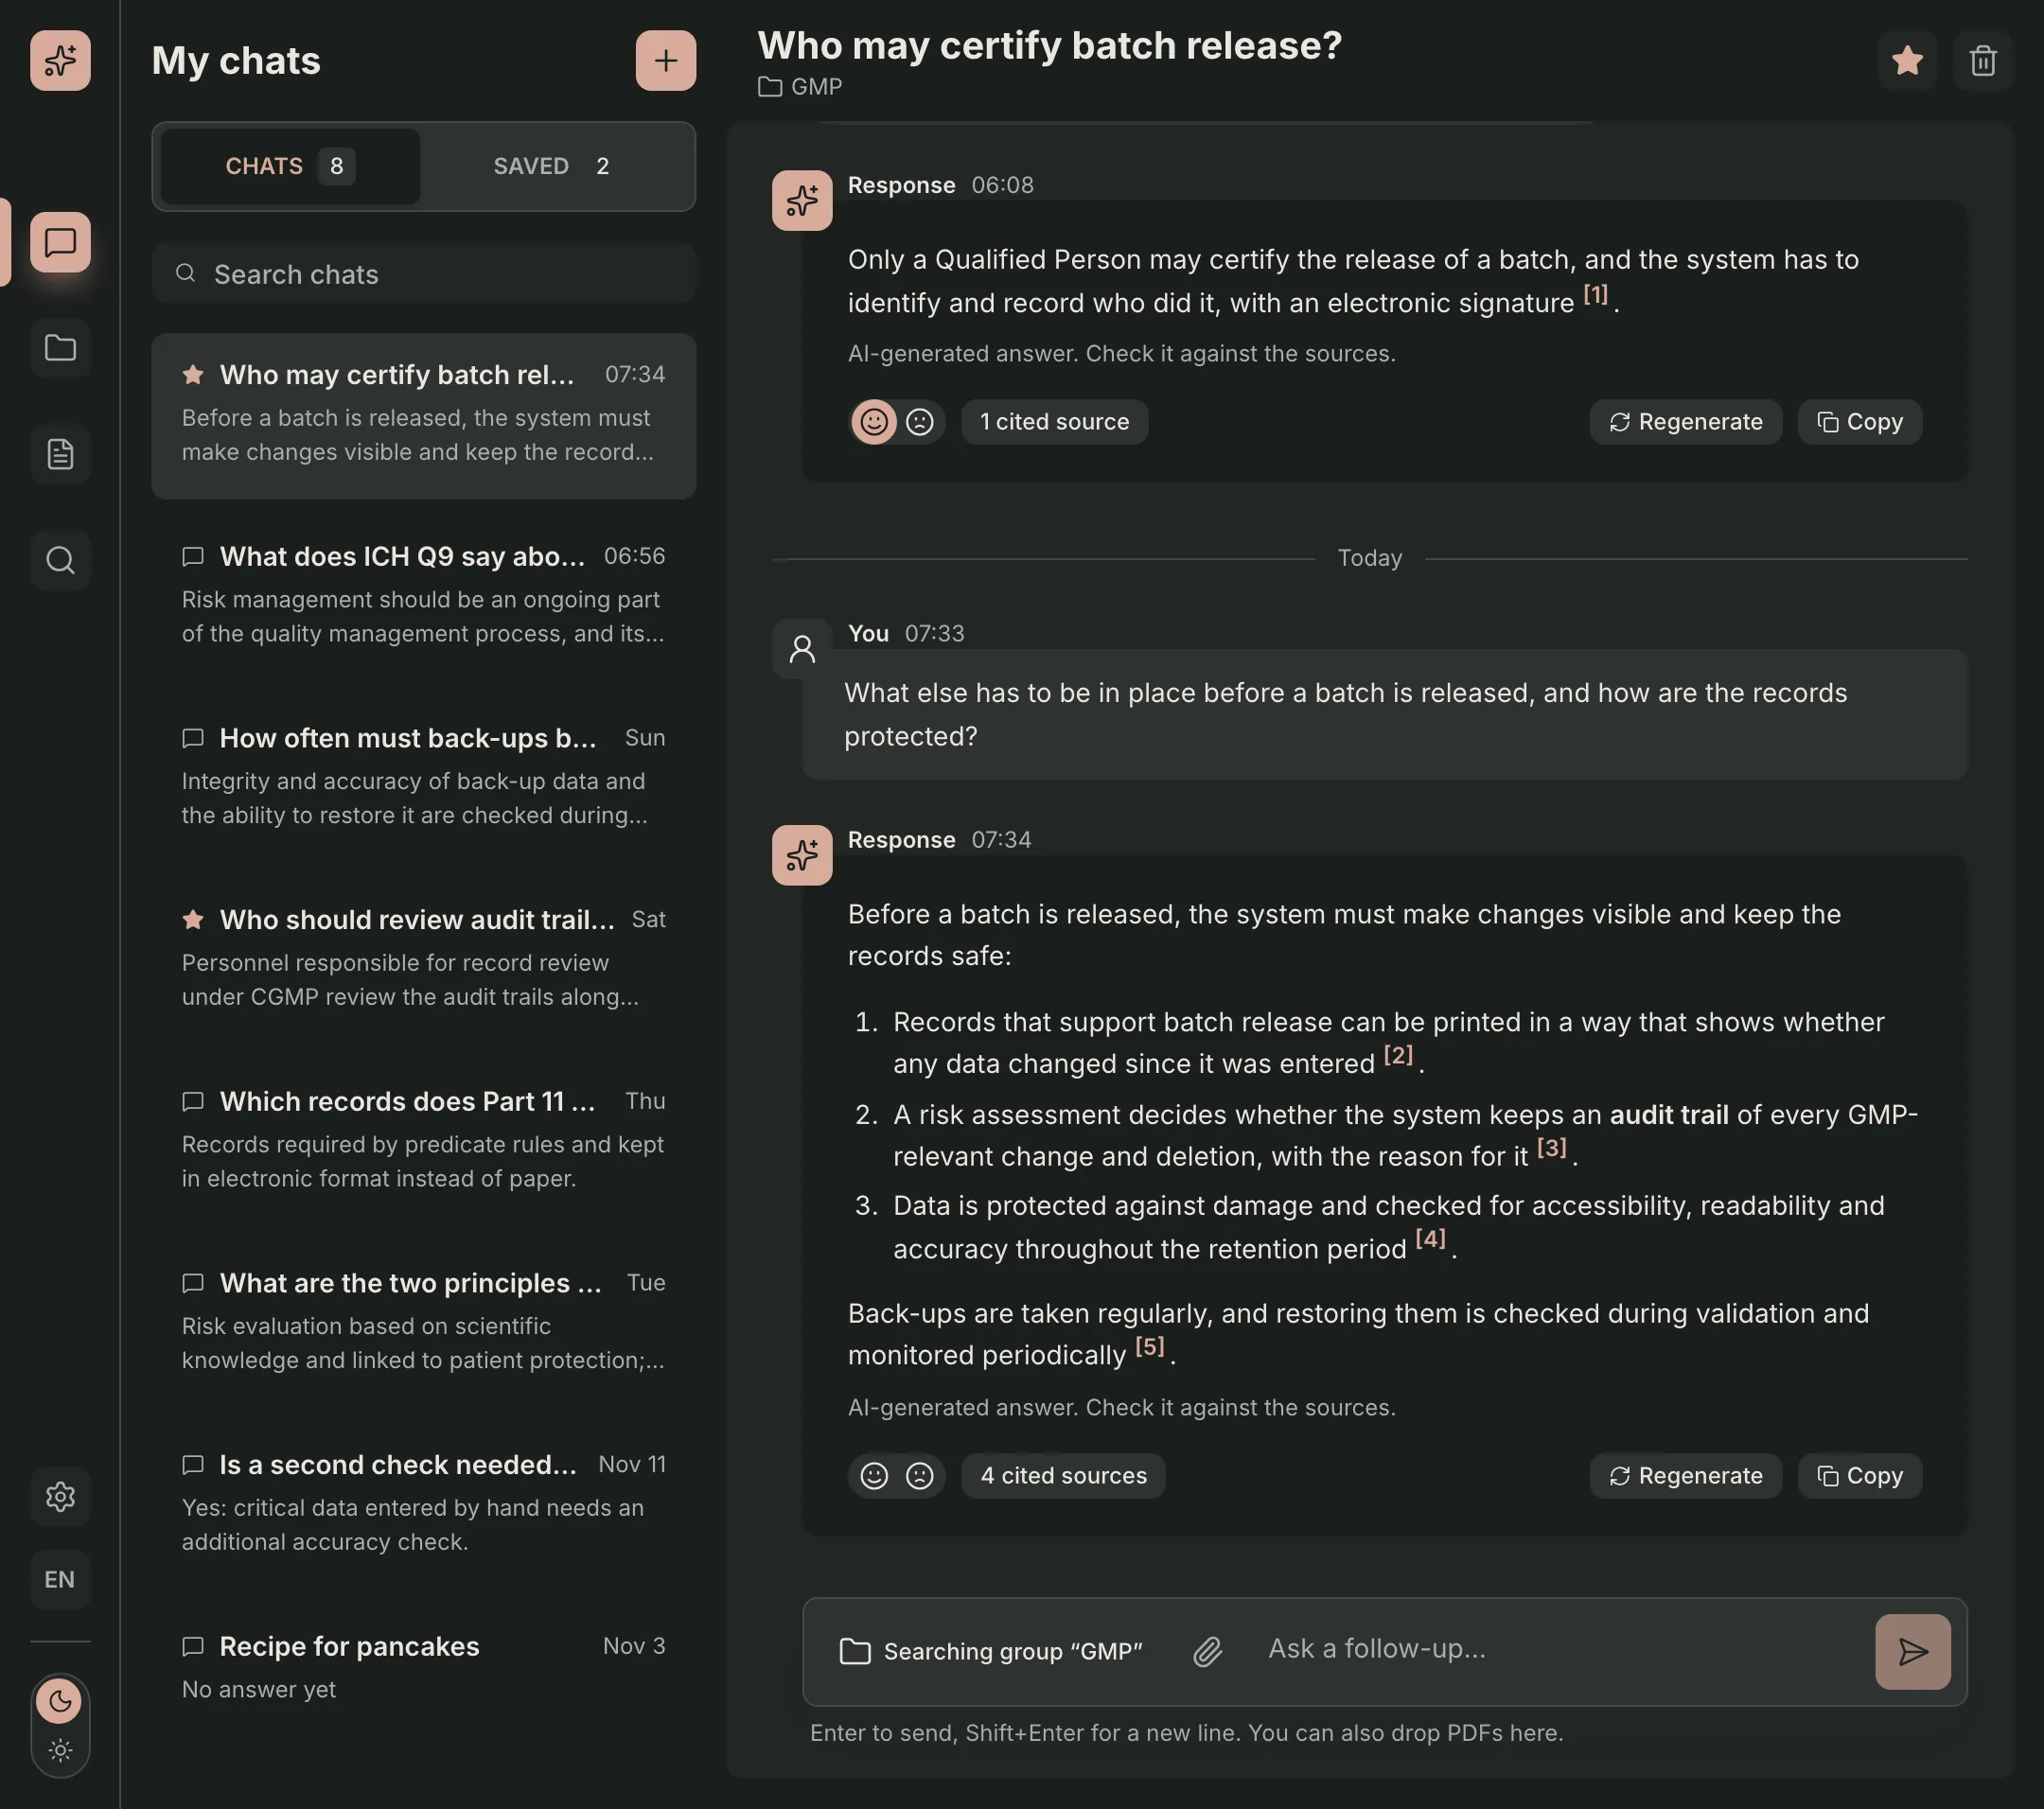 My chats
CHATS 8
SAVED 2
Search chats
Who may certify batch rel... 07:34
Before a batch is released, the system must
make changes visible and keep the record...
What does ICH Q9 say abo... 06:56
Risk management should be an ongoing part
of the quality management process, and its...
How often must back-ups b... Sun
Integrity and accuracy of back-up data and
the ability to restore it are checked during...
Who should review audit trail... Sat
Personnel responsible for record review
under CGMP review the audit trails along...
Which records does Part 11 ... Thu
Records required by predicate rules and kept
in electronic format instead of paper.
What are the two principles ... Tue
Risk evaluation based on scientific
knowledge and linked to patient protection;...
Is a second check needed... Nov 11
Yes: critical data entered by hand needs an
additional accuracy check.
Recipe for pancakes Nov 3
No answer yet
EN
Who may certify batch release?
GMP
Response 06:08
Only a Qualified Person may certify the release of a batch, and the system has to
identify and record who did it, with an electronic signature [1].
AI-generated answer. Check it against the sources.
1 cited source
Regenerate
Copy
Today
You 07:33
What else has to be in place before a batch is released, and how are the records
protected?
Response 07:34
Before a batch is released, the system must make changes visible and keep the
records safe:
1. Records that support batch release can be printed in a way that shows whether
any data changed since it was entered [2].
2. A risk assessment decides whether the system keeps an audit trail of every GMP-
relevant change and deletion, with the reason for it [3].
3. Data is protected against damage and checked for accessibility, readability and
accuracy throughout the retention period [4].
Back-ups are taken regularly, and restoring them is checked during validation and
monitored periodically [5].
AI-generated answer. Check it against the sources.
4 cited sources
Regenerate
Copy
Searching group “GMP”
Ask a follow-up...
Enter to send, Shift+Enter for a new line. You can also drop PDFs here.